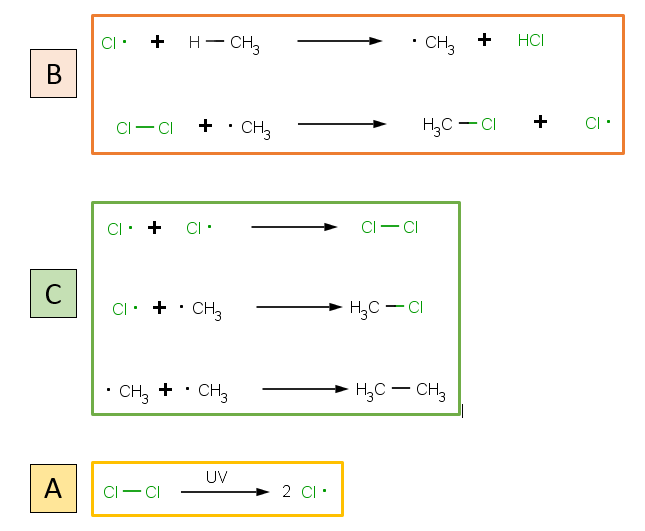 B
Cl · + H — CH3 → · CH3 + HCl
Cl — Cl + · CH3 → H3C — Cl + Cl ·
C
Cl · + Cl · → Cl — Cl
Cl · + · CH3 → H3C — Cl
· CH3 + · CH3 → H3C — CH3
A
UV
Cl — Cl → 2 Cl ·